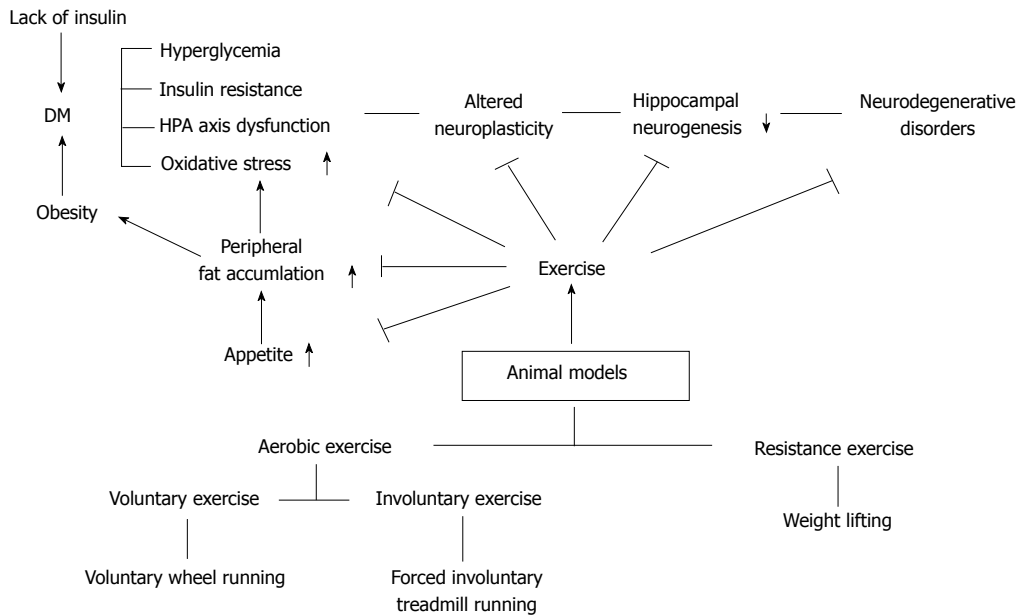 Lack of insulin
Hyperglycemia
Insulin resistance
DM
HPA axis dysfunction
Oxidative stress
Altered
neuroplasticity
Hippocampal
neurogenesis
Neurodegenerative
disorders
Obesity
Peripheral
fat accumlation
Exercise
Appetite
Animal models
Aerobic exercise
Resistance exercise
Voluntary exercise
Involuntary exercise
Weight lifting
Voluntary wheel running
Forced involuntary
treadmill running